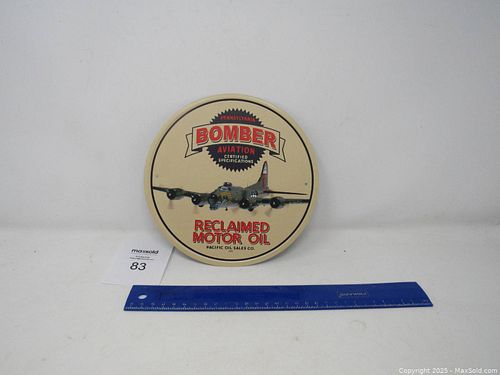 PENNSYLVANIA
BOMBER
AVIATION
CERTIFIED
SPECIFICATIONS
RECLAIMED
MOTOR OIL
PACIFIC OIL SALES CO.
maxsold
83
Copyright 2025 - MaxSold.com